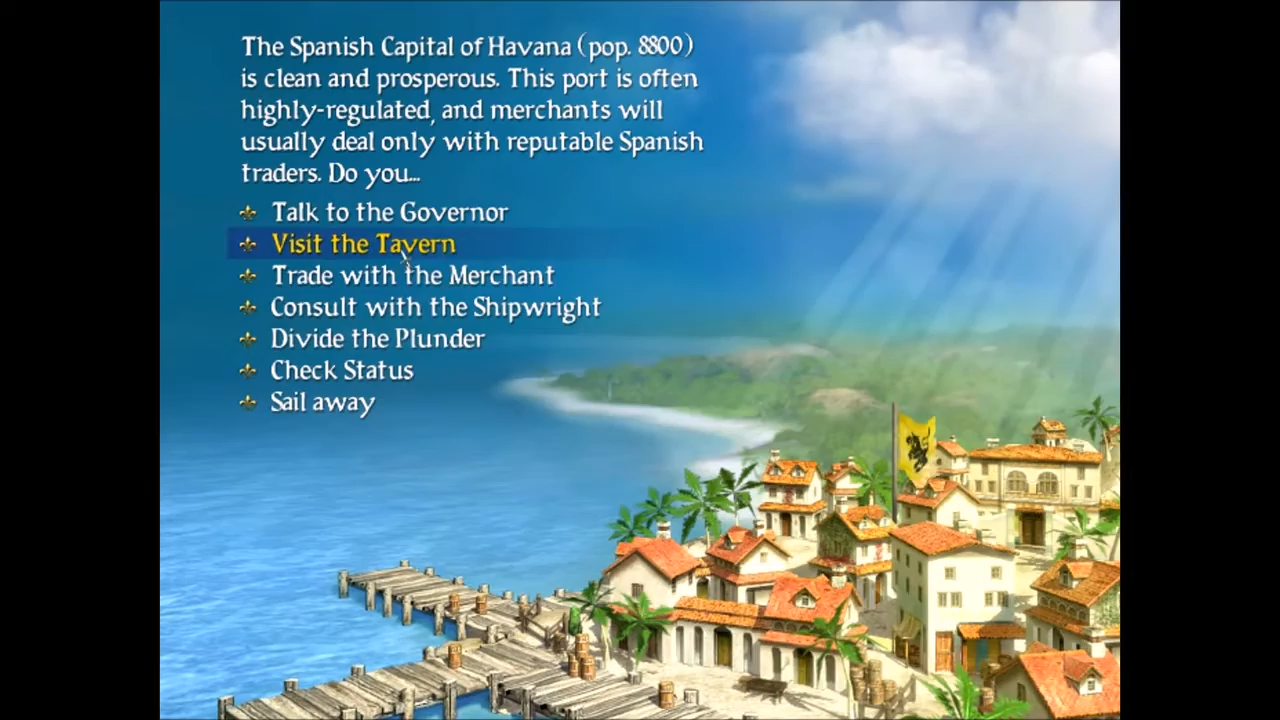 The Spanish Capital of Havana (pop. 8800)
is clean and prosperous. This port is often
highly-regulated, and merchants will
usually deal only with reputable Spanish
traders. Do you...
Talk to the Governor
Visit the Tavern
Trade with the Merchant
Consult with the Shipwright
Divide the Plunder
Check Status
Sail away